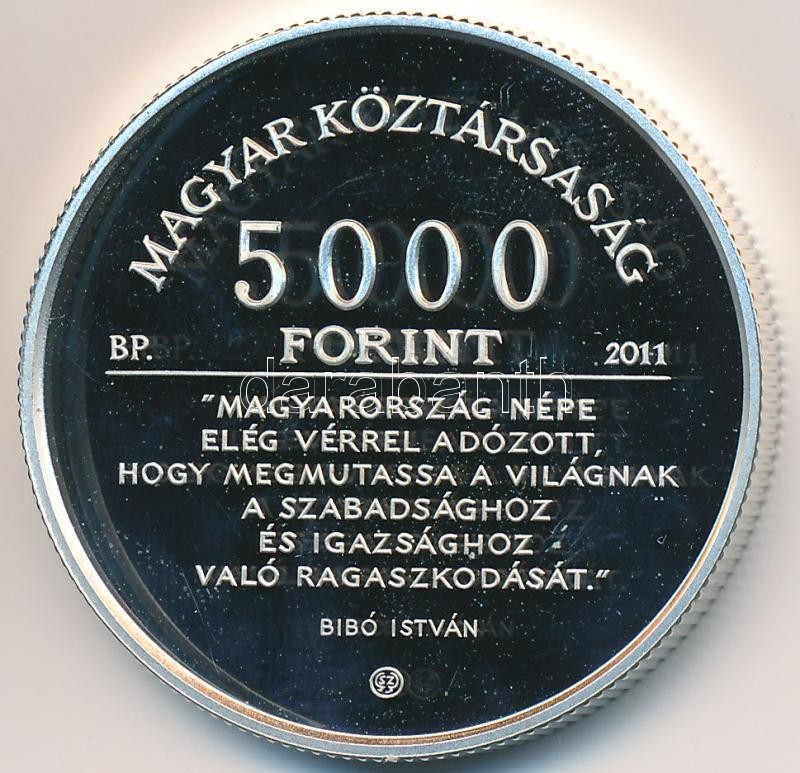 MAGYAR KÖZTÁRSASÁG
5000
FORINT
BP. 2011
darabanth
"MAGYARORSZÁG NÉPE
ELÉG VÉRREL ADÓZOTT,
HOGY MEGMUTASSA A VILÁGNAK
A SZABADSÁGHOZ
ÉS IGAZSÁGHOZ
VALÓ RAGASZKODÁSÁT."
BIBÓ ISTVÁN